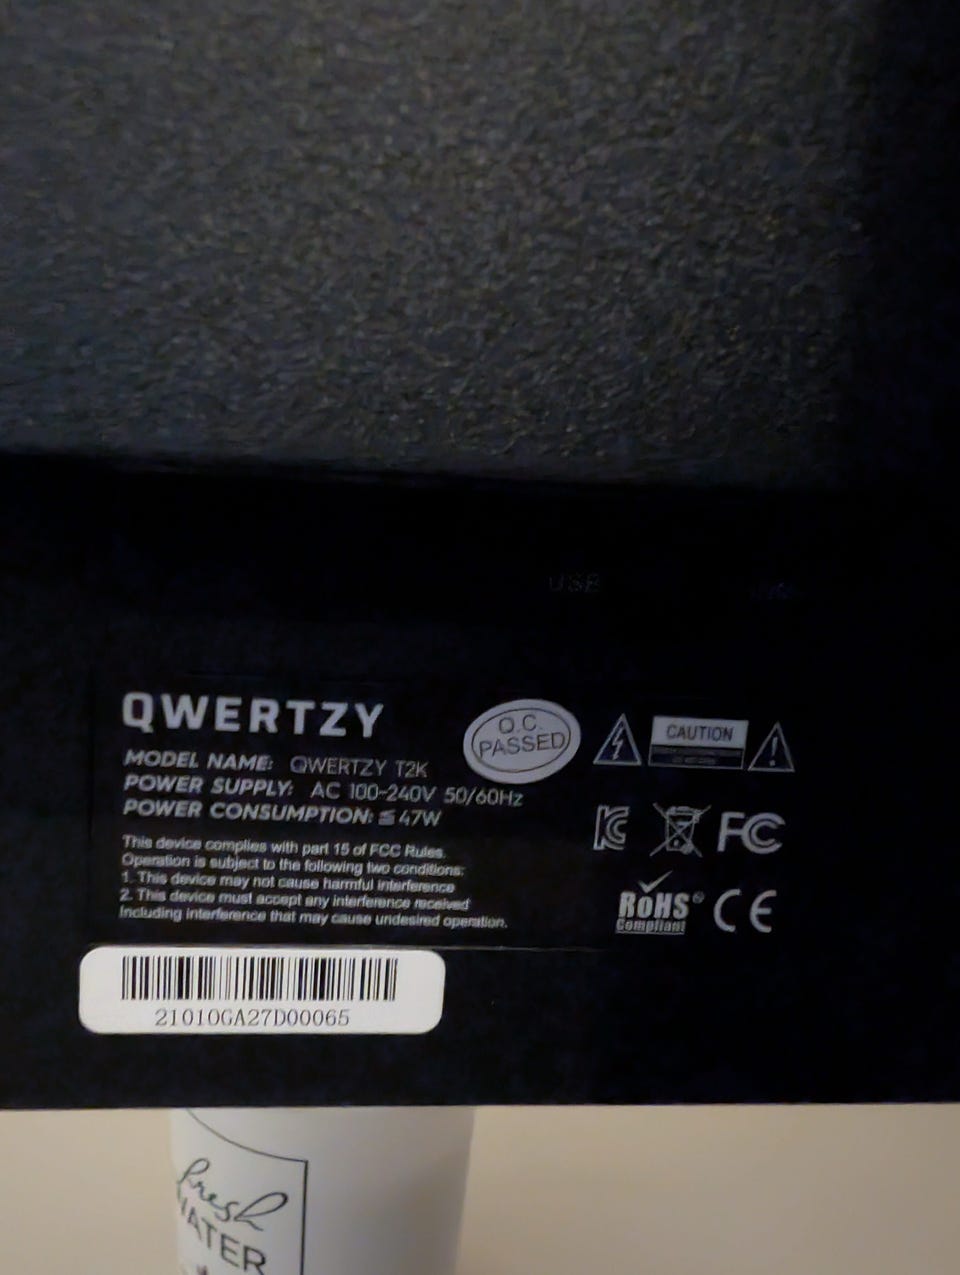 USB
QWERTZY
MODEL NAME: QWERTZY T2K
POWER SUPPLY: AC 100-240V 50/60Hz
POWER CONSUMPTION: ≦ 47W
This device complies with part 15 of FCC Rules.
Operation is subject to the following two conditions:
1. This device may not cause harmful interference
2. This device must accept any interference received
Including interference that may cause undesired operation.
Q.C.
PASSED
CAUTION
FC
RoHS
Compliant
CE
21010GA27D00065
fresh
WATER